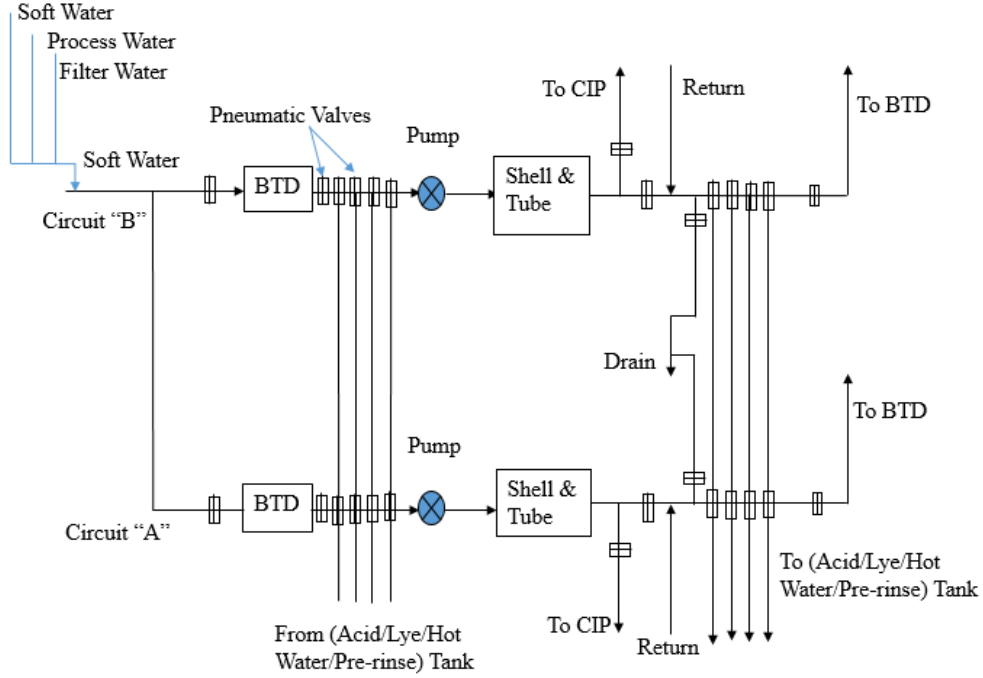 Soft Water
Process Water
Filter Water
Soft Water
Circuit “B”
BTD
Pneumatic Valves
Pump
Shell &
Tube
To CIP
Return
To BTD
Drain
Circuit “A”
BTD
Pump
Shell &
Tube
To CIP
Return
To BTD
From (Acid/Lye/Hot
Water/Pre-rinse) Tank
To (Acid/Lye/Hot
Water/Pre-rinse) Tank